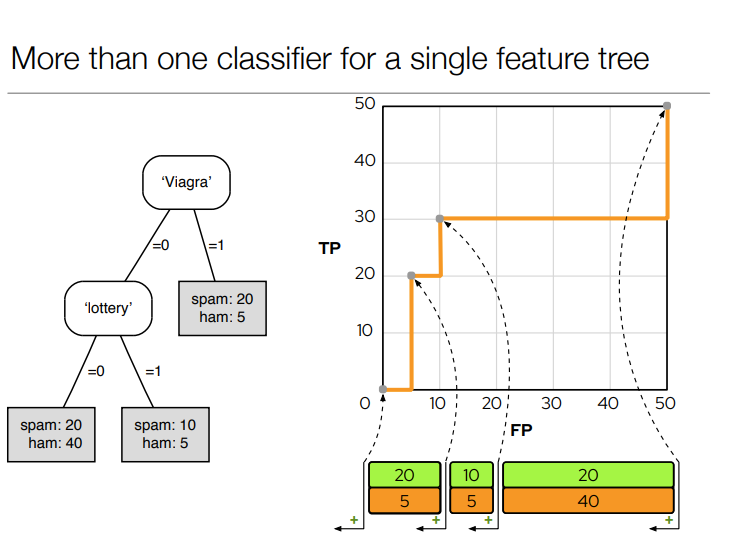 More than one classifier for a single feature tree
'Viagra'
=0
=1
'lottery'
spam: 20
ham: 5
=0
=1
spam: 20
ham: 40
spam: 10
ham: 5
TP
50
40
30
20
10
0
10
20
30
40
50
FP
20
10
20
5
5
40
+
+
+
+